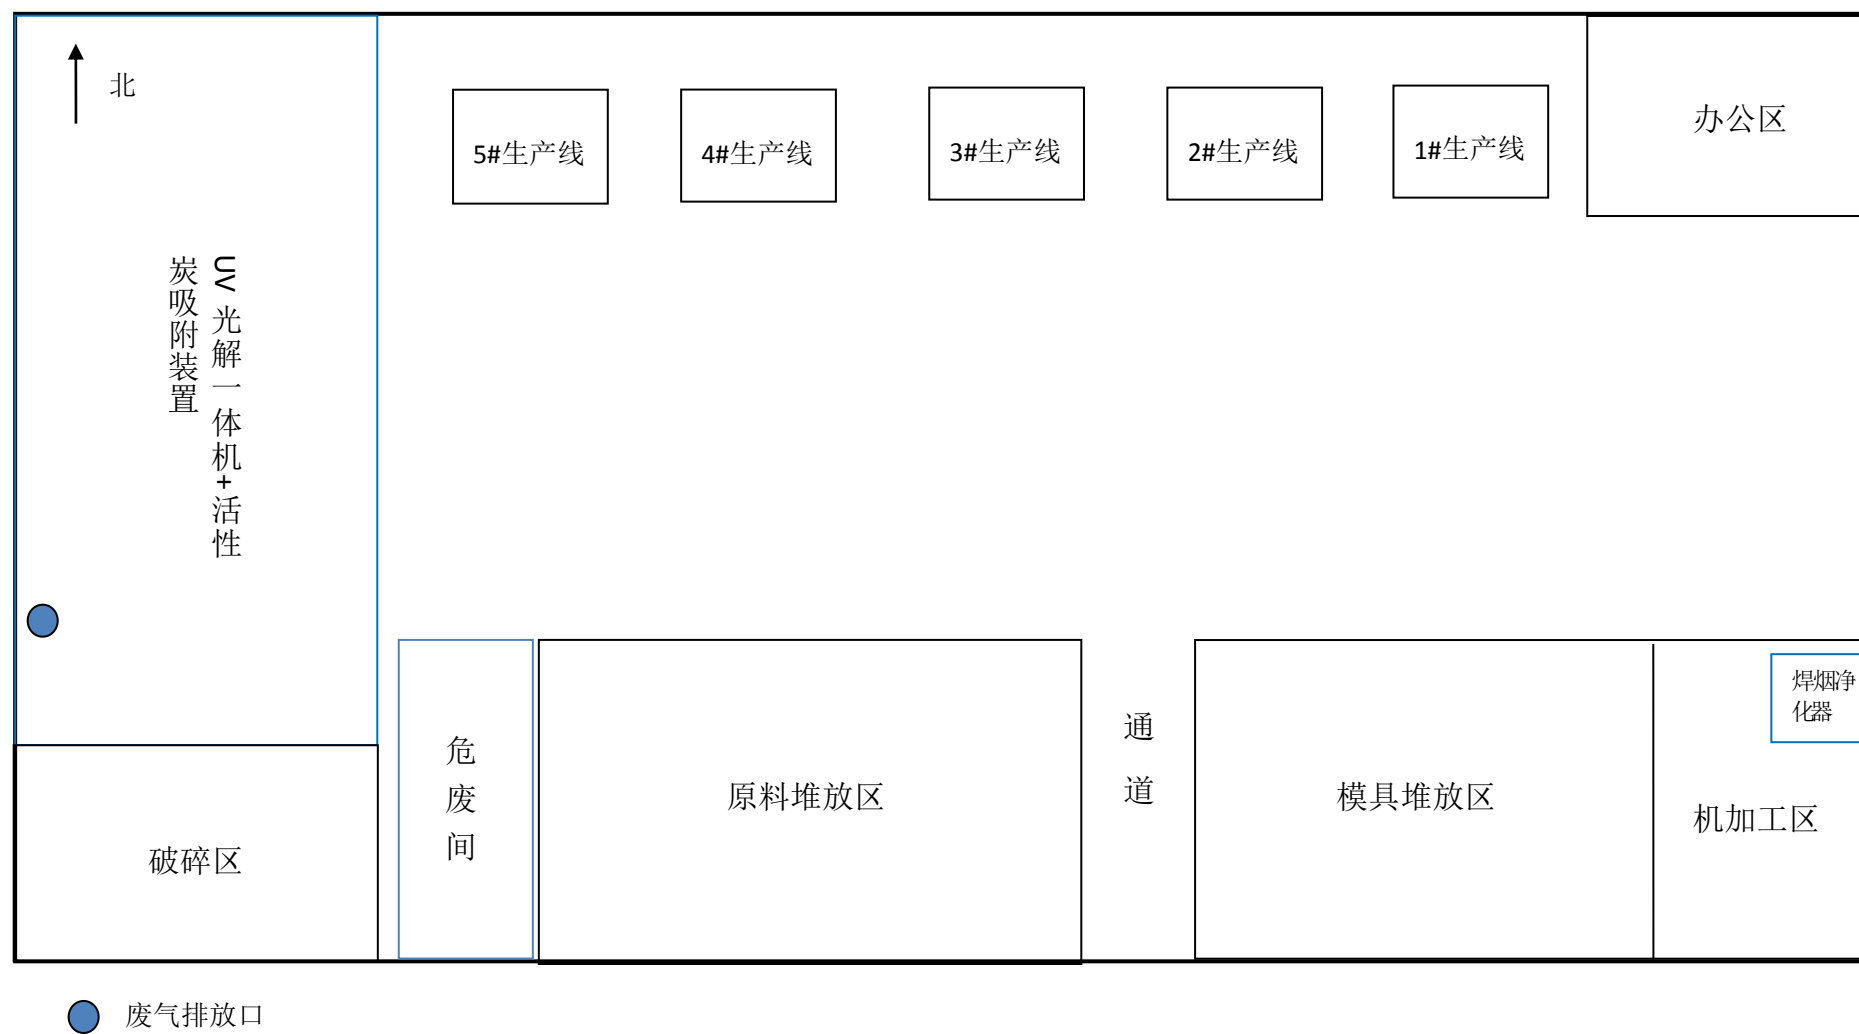 北
5#生产线
4#生产线
3#生产线
2#生产线
1#生产线
办公区
UV 光解一体机+活性
炭吸附装置
危废间
原料堆放区
通道
模具堆放区
焊烟净
化器
机加工区
破碎区
废气排放口